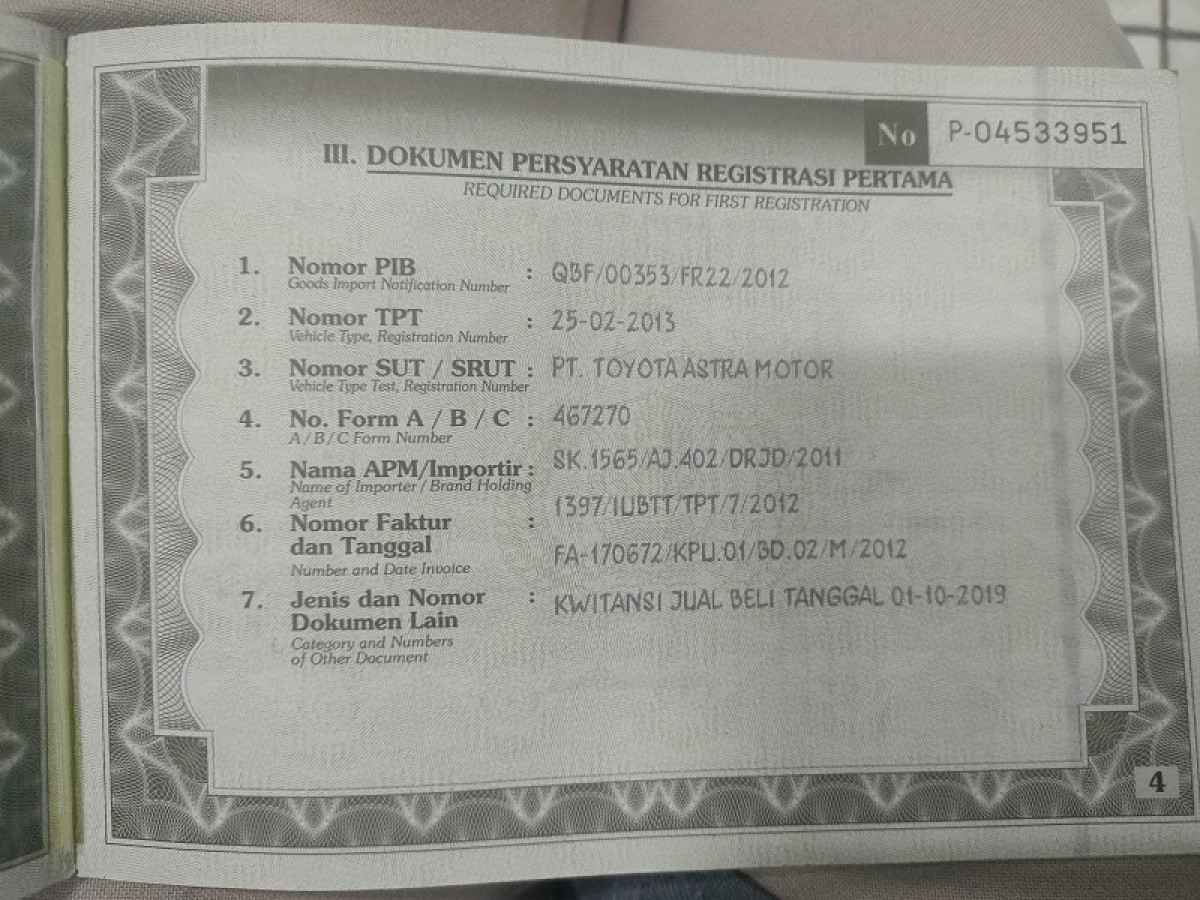 No P-04533951
III. DOKUMEN PERSYARATAN REGISTRASI PERTAMA
REQUIRED DOCUMENTS FOR FIRST REGISTRATION
1. Nomor PIB : QBF/00353/FR22/2012
Goods Import Notification Number
2. Nomor TPT : 25-02-2013
Vehicle Type, Registration Number
3. Nomor SUT / SRUT : PT. TOYOTA ASTRA MOTOR
Vehicle Type Test, Registration Number
4. No. Form A / B / C : 467270
A / B / C Form Number
5. Nama APM/Importir : SK.1565/AJ.402/DRJD/2011
Name of Importer / Brand Holding
Agent
1397/IUBTT/TPT/7/2012
6. Nomor Faktur :
dan Tanggal FA-170672/KPU.01/BD.02/M/2012
Number and Date Invoice
7. Jenis dan Nomor : KWITANSI JUAL BELI TANGGAL 01-10-2019
Dokumen Lain
Category and Numbers
of Other Document
4